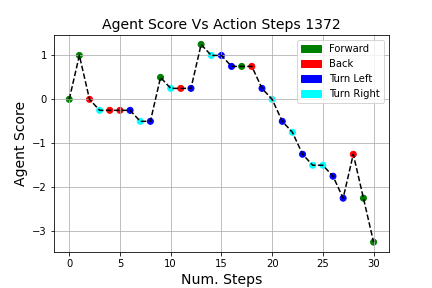 Agent Score Vs Action Steps 1372
Forward
Back
Turn Left
Turn Right
Agent Score
1
0
−1
−2
−3
0 5 10 15 20 25 30
Num. Steps